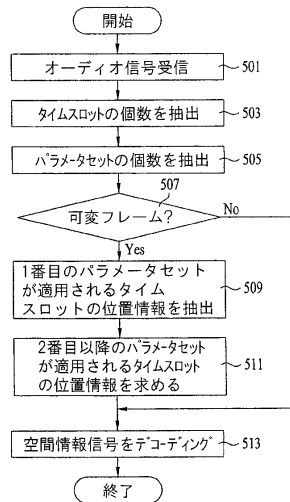 開始
オーディオ信号受信
501
タイムスロットの個数を抽出
503
パラメータセットの個数を抽出
505
507
可変フレーム?
No
Yes
1番目のパラメータセット
が適用されるタイム
スロットの位置情報を抽出
509
2番目以降のパラメータセット
が適用されるタイムスロット
の位置情報を求める
511
空間情報信号をデコーディング
513
終了